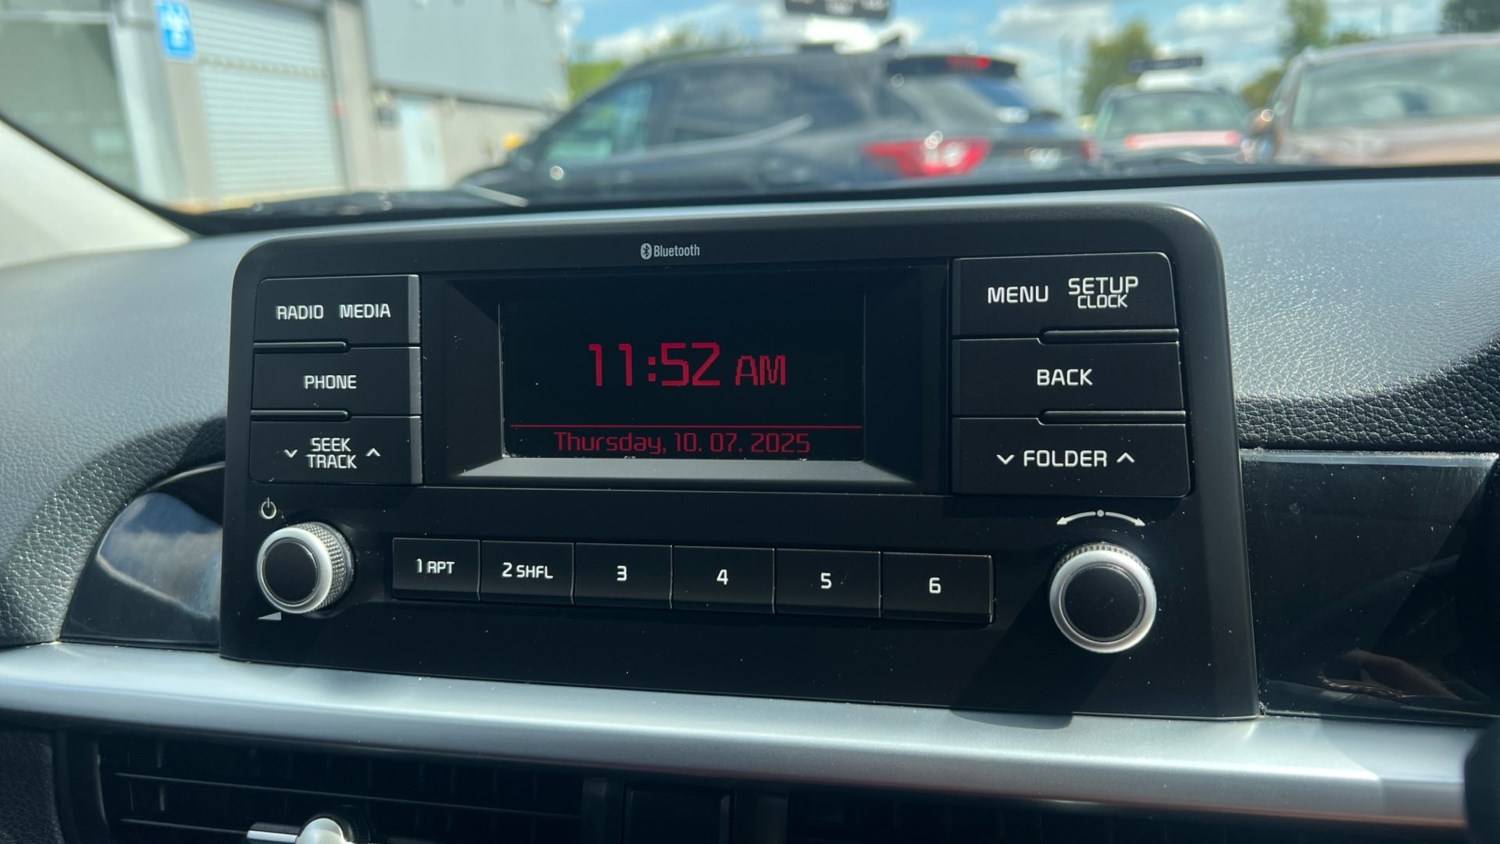 Bluetooth
RADIO MEDIA
PHONE
SEEK
TRACK
11:52 AM
Thursday, 10. 07. 2025
MENU SETUP
CLOCK
BACK
FOLDER
1 RPT
2 SHFL
3
4
5
6